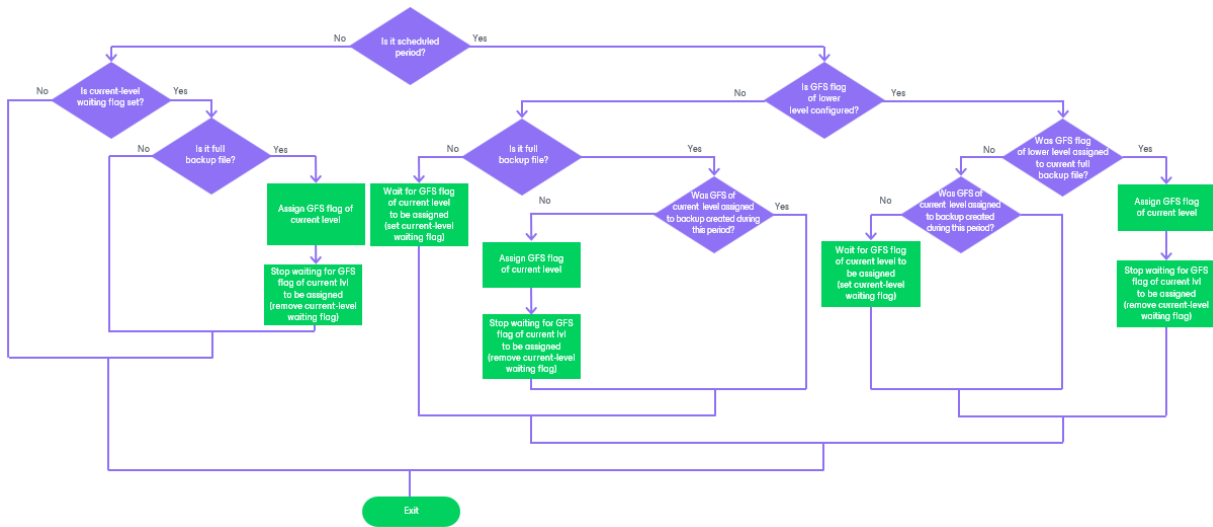 Is it scheduled
period?
No
Yes
Is current-level
waiting flag set?
No
Yes
Is it full
backup file?
No
Yes
Assign GFS flag of
current level
Stop waiting for GFS
flag of current lvl
to be assigned
(remove current-level
waiting flag)
Is GFS flag
of lower
level configured?
No
Yes
Is it full
backup file?
No
Yes
Wait for GFS flag
of current level
to be assigned
(set current-level
waiting flag)
Was GFS of
current level assigned
to backup created during
this period?
No
Yes
Assign GFS flag
of current level
Stop waiting for GFS
flag of current lvl
to be assigned
(remove current-level
waiting flag)
Was GFS flag
of lower level assigned
to current full
backup file?
No
Yes
Was GFS of
current level assigned
to backup created
during this period?
No
Wait for GFS flag
of current level to
be assigned
(set current-level
waiting flag)
Assign GFS flag
of current level
Stop waiting for GFS
flag of current lvl
to be assigned
(remove current-level
waiting flag)
Exit